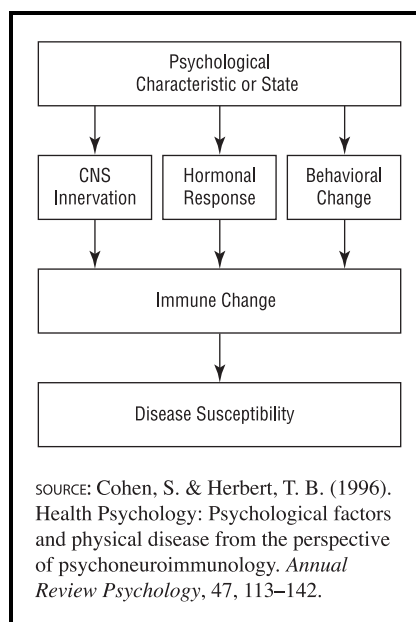 Psychological
Characteristic or State
CNS
Innervation
Hormonal
Response
Behavioral
Change
Immune Change
Disease Susceptibility
SOURCE: Cohen, S. & Herbert, T. B. (1996).
Health Psychology: Psychological factors
and physical disease from the perspective
of psychoneuroimmunology. Annual
Review Psychology, 47, 113–142.